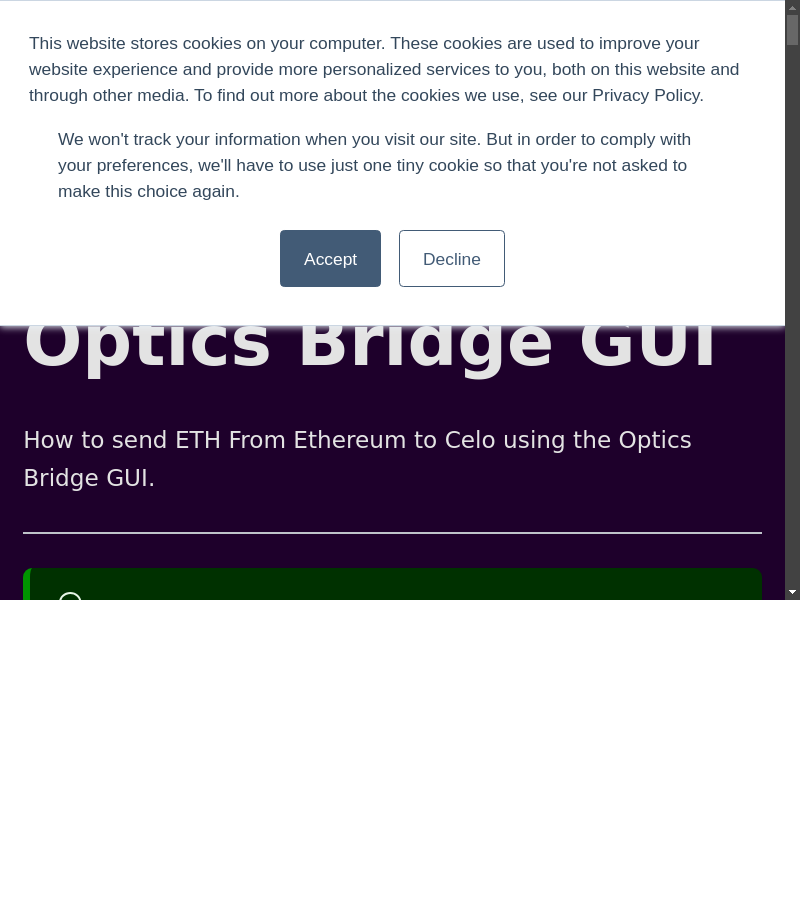 This website stores cookies on your computer. These cookies are used to improve your
website experience and provide more personalized services to you, both on this website and
through other media. To find out more about the cookies we use, see our Privacy Policy.
We won't track your information when you visit our site. But in order to comply with
your preferences, we'll have to use just one tiny cookie so that you're not asked to
make this choice again.
Accept
Decline
Optics Bridge GUI
How to send ETH From Ethereum to Celo using the Optics
Bridge GUI.